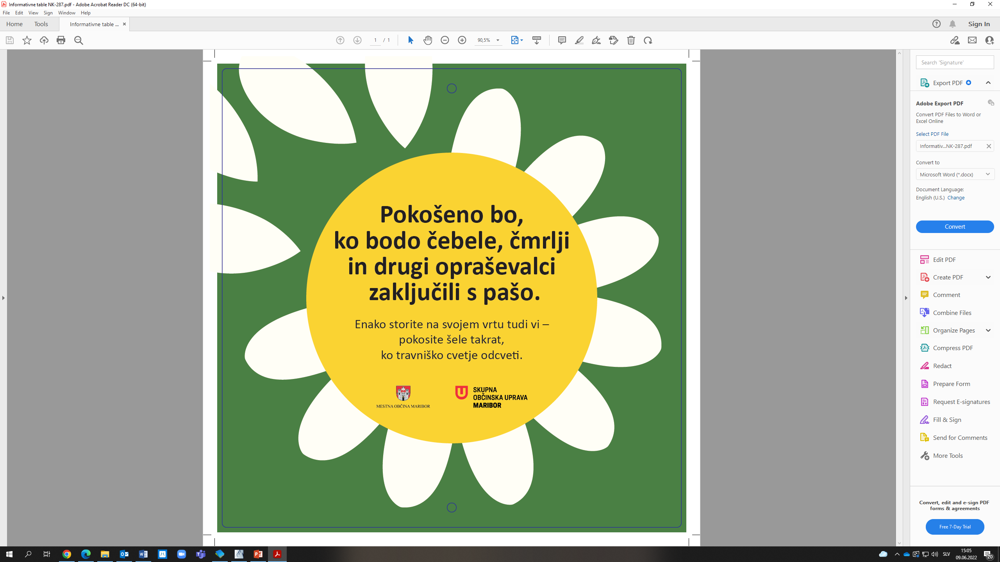 Informativne table NK-287.pdf - Adobe Acrobat Reader DC (64-bit)
File Edit View Sign Window Help
Home Tools Informativne table ... × Sign In
1 / 1 90,5%
Search 'Signature'
Export PDF
Adobe Export PDF
Convert PDF Files to Word or
Excel Online
Select PDF File
Informativ...NK-287.pdf
Convert to
Microsoft Word (*.docx)
Document Language:
English (U.S.) Change
Convert
Edit PDF
Create PDF
Comment
Combine Files
Organize Pages
Compress PDF
Redact
Prepare Form
Request E-signatures
Fill & Sign
Send for Comments
More Tools
Convert, edit and e-sign PDF
forms & agreements
Free 7-Day Trial
Pokošeno bo,
ko bodo čebele, čmrlji
in drugi opraševalci
zaključili s pašo.
Enako storite na svojem vrtu tudi vi –
pokosite šele takrat,
ko travniško cvetje odcveti.
MESTNA OBČINA MARIBOR
SKUPNA
OBČINSKA UPRAVA
MARIBOR
SLV
15:05
09.06.2022
20